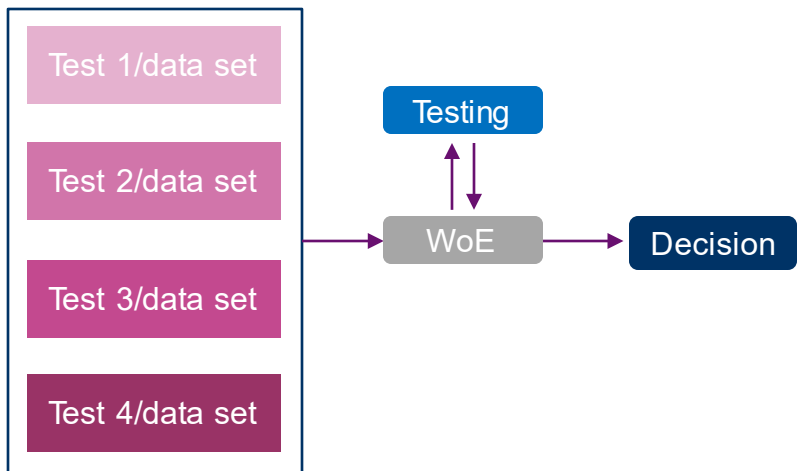 Test 1/data set
Test 2/data set
Test 3/data set
Test 4/data set
Testing
WoE
Decision